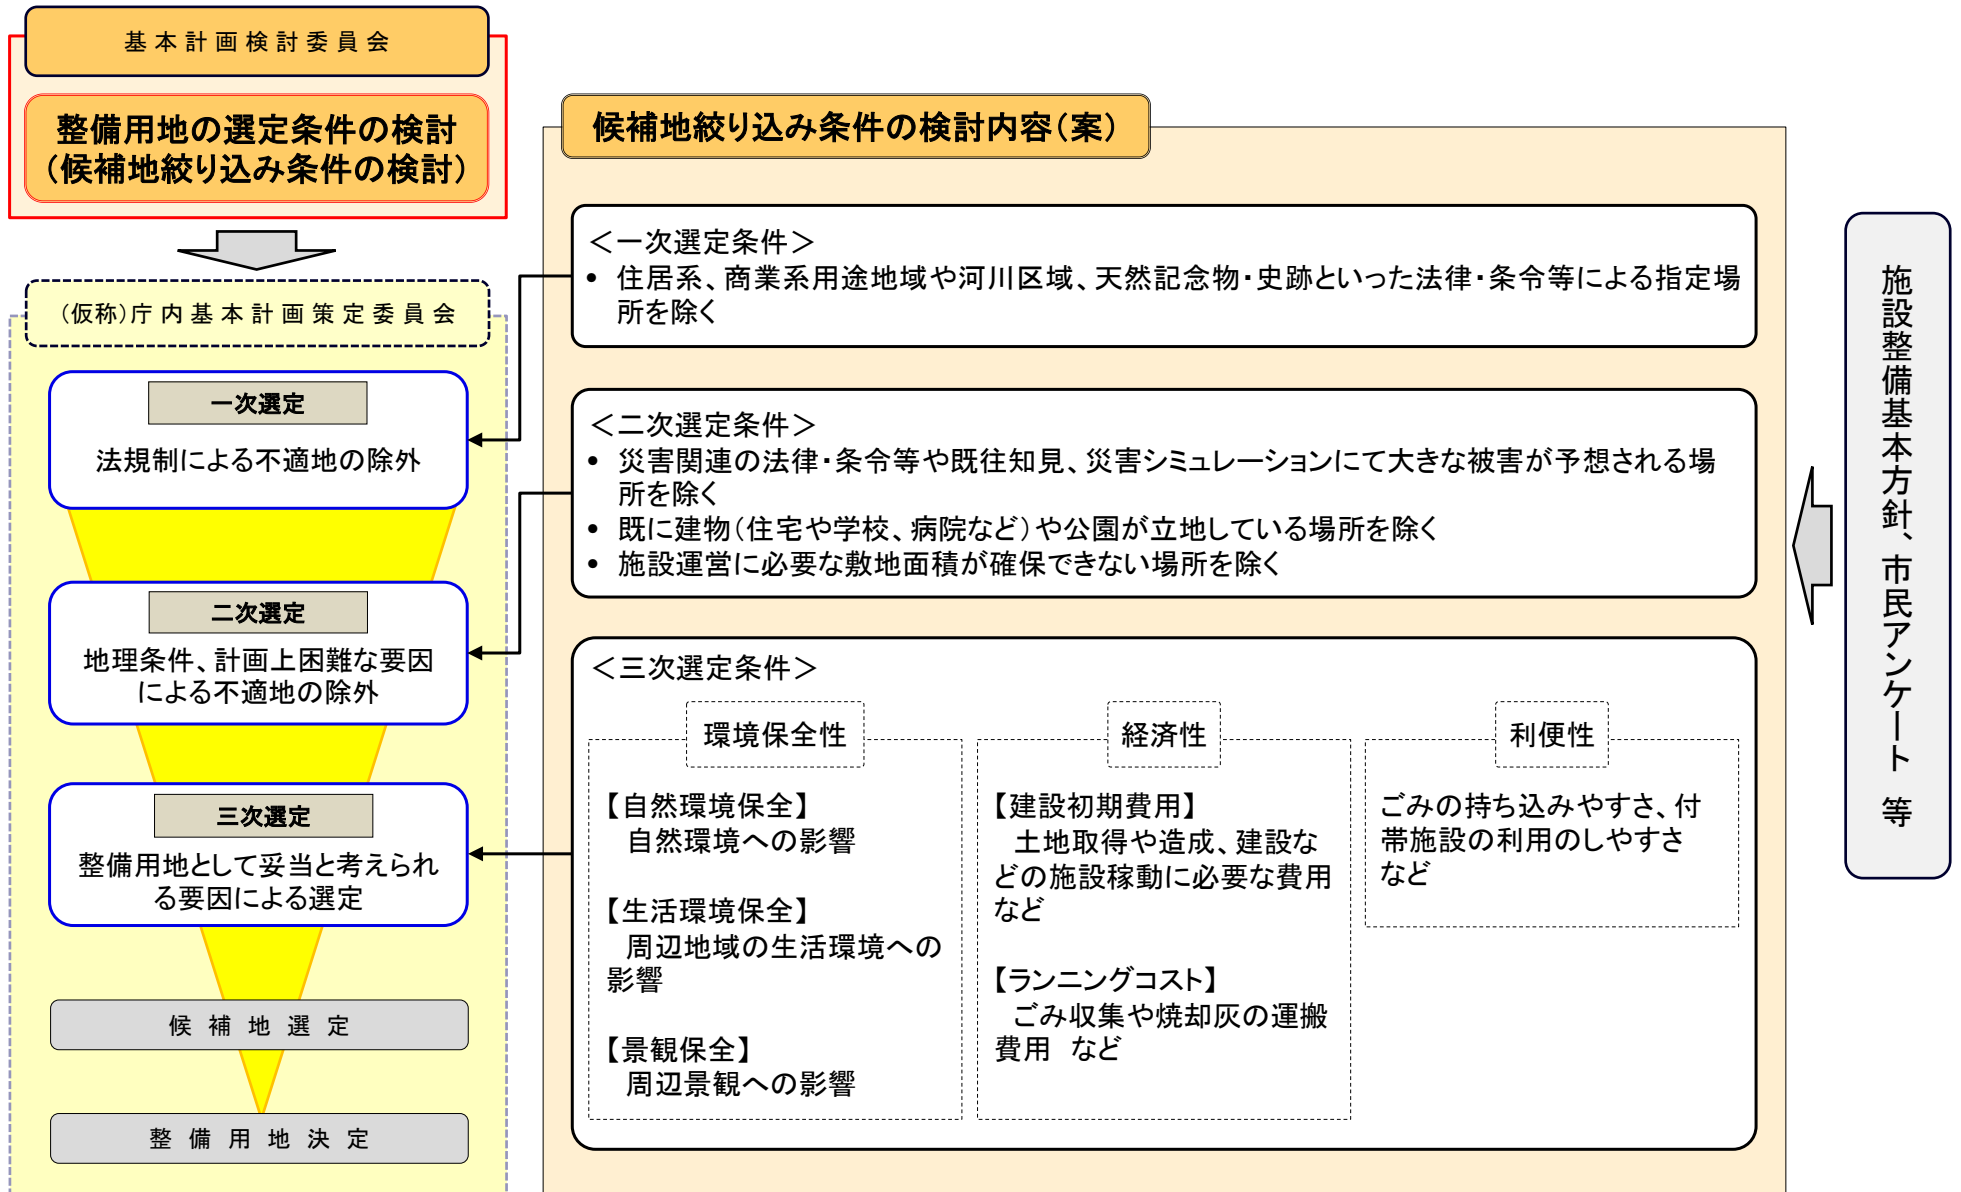 基本計画検討委員会
整備用地の選定条件の検討
（候補地絞り込み条件の検討）
（仮称）庁内基本計画策定委員会
一次選定
法規制による不適地の除外
二次選定
地理条件、計画上困難な要因
による不適地の除外
三次選定
整備用地として妥当と考えられ
る要因による選定
候補地選定
整備用地決定
候補地絞り込み条件の検討内容（案）
＜一次選定条件＞
• 住居系、商業系用途地域や河川区域、天然記念物・史跡といった法律・条令等による指定場
所を除く
＜二次選定条件＞
• 災害関連の法律・条令等や既往知見、災害シミュレーションにて大きな被害が予想される場
所を除く
• 既に建物（住宅や学校、病院など）や公園が立地している場所を除く
• 施設運営に必要な敷地面積が確保できない場所を除く
＜三次選定条件＞
環境保全性
【自然環境保全】
自然環境への影響
【生活環境保全】
周辺地域の生活環境への
影響
【景観保全】
周辺景観への影響
経済性
【建設初期費用】
土地取得や造成、建設な
どの施設稼動に必要な費用
など
【ランニングコスト】
ごみ収集や焼却灰の運搬
費用　など
利便性
ごみの持ち込みやすさ、付
帯施設の利用のしやすさ
など
施設整備基本方針、市民アンケート　等